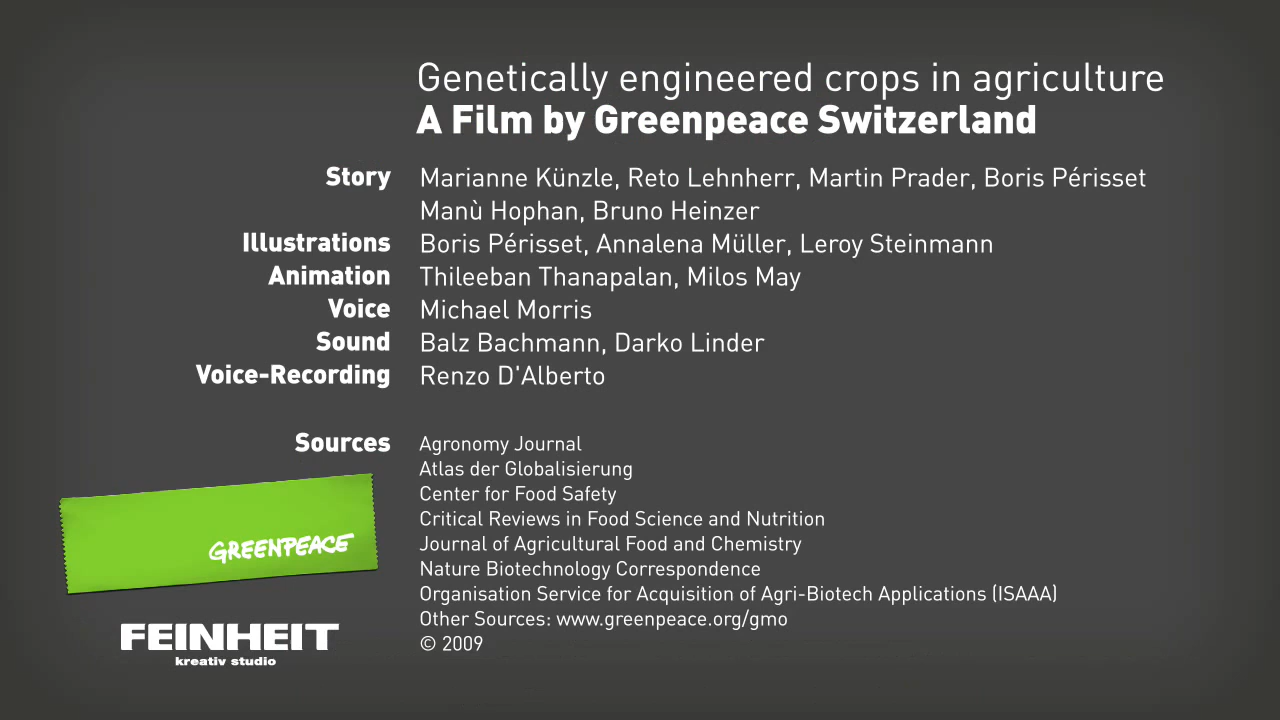 Genetically engineered crops in agriculture
A Film by Greenpeace Switzerland
Story Marianne Künzle, Reto Lehnherr, Martin Prader, Boris Périsset
Manù Hophan, Bruno Heinzer
Illustrations Boris Périsset, Annalena Müller, Leroy Steinmann
Animation Thileeban Thanapalan, Milos May
Voice Michael Morris
Sound Balz Bachmann, Darko Linder
Voice-Recording Renzo D'Alberto
Sources Agronomy Journal
Atlas der Globalisierung
Center for Food Safety
Critical Reviews in Food Science and Nutrition
Journal of Agricultural Food and Chemistry
Nature Biotechnology Correspondence
Organisation Service for Acquisition of Agri-Biotech Applications (ISAAA)
Other Sources: www.greenpeace.org/gmo
© 2009
GREENPEACE
FEINHEIT
kreativ studio